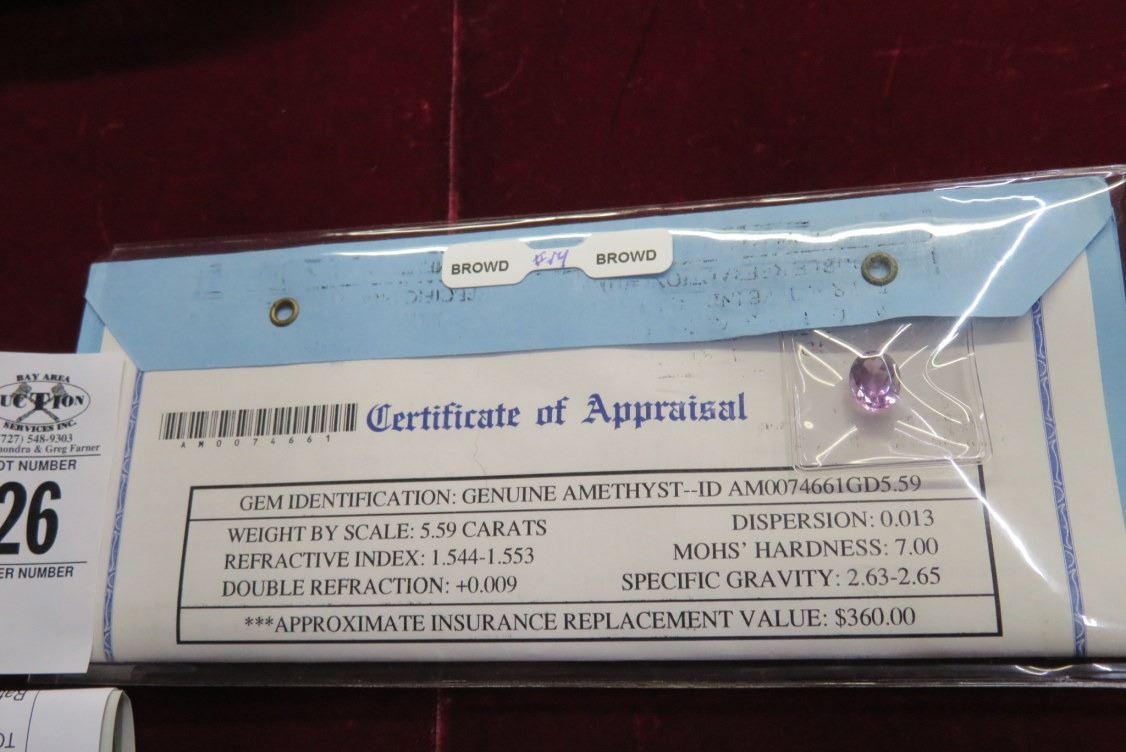 BROWD #14 BROWD
BAY AREA
UCTION
SERVICES INC.
727) 548-9303
ondra & Greg Farner
OT NUMBER
26
ER NUMBER
AM0074661
Certificate of Appraisal
GEM IDENTIFICATION: GENUINE AMETHYST--ID AM0074661GD5.59
WEIGHT BY SCALE: 5.59 CARATS
REFRACTIVE INDEX: 1.544-1.553
DOUBLE REFRACTION: +0.009
DISPERSION: 0.013
MOHS' HARDNESS: 7.00
SPECIFIC GRAVITY: 2.63-2.65
***APPROXIMATE INSURANCE REPLACEMENT VALUE: $360.00